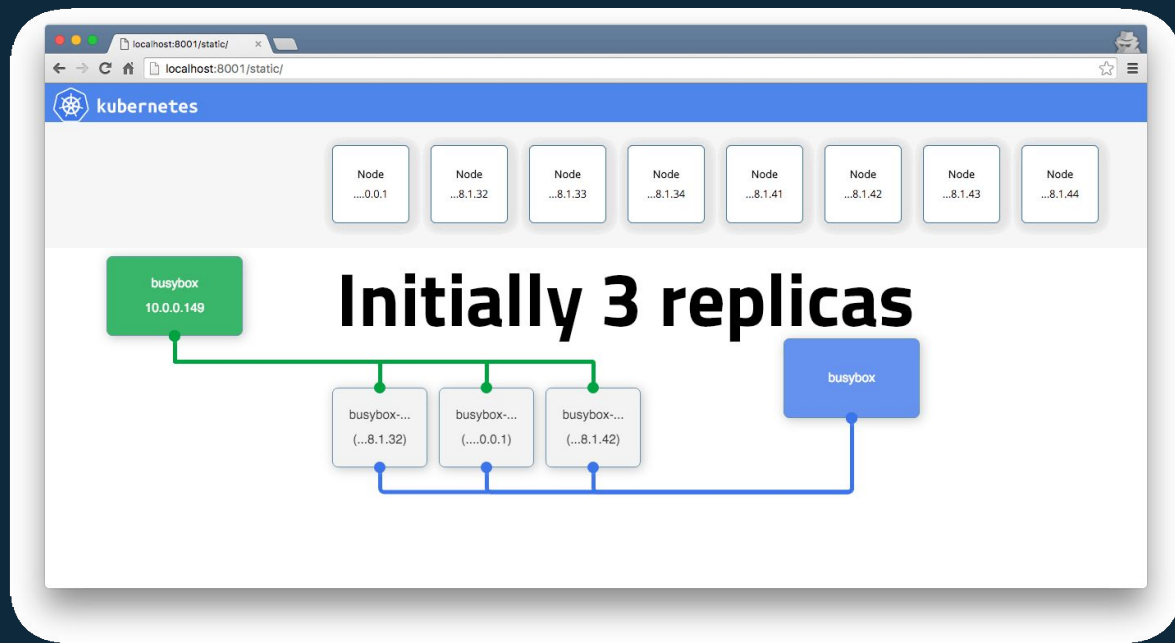 localhost:8001/static/
localhost:8001/static/
kubernetes
Node
....0.0.1
Node
...8.1.32
Node
...8.1.33
Node
...8.1.34
Node
...8.1.41
Node
...8.1.42
Node
...8.1.43
Node
...8.1.44
busybox
10.0.0.149
Initially 3 replicas
busybox
busybox-...
(...8.1.32)
busybox-...
(....0.0.1)
busybox-...
(...8.1.42)